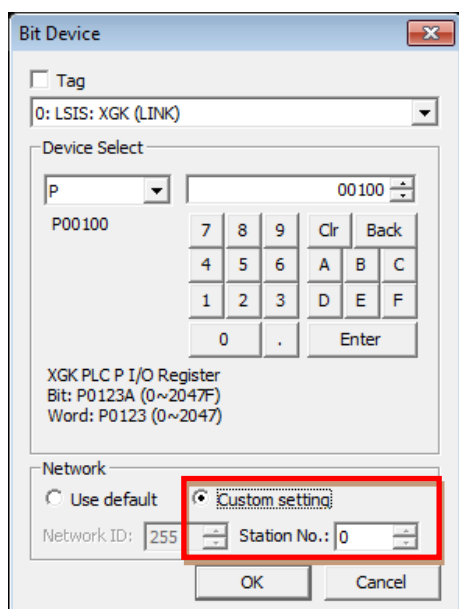 Bit Device
Tag
0: LSIS: XGK (LINK)
Device Select
P 00100
P00100
7 8 9 Clr Back
4 5 6 A B C
1 2 3 D E F
0 . Enter
XGK PLC P I/O Register
Bit: P0123A (0~2047F)
Word: P0123 (0~2047)
Network
Use default Custom setting
Network ID: 255 Station No.: 0
OK Cancel